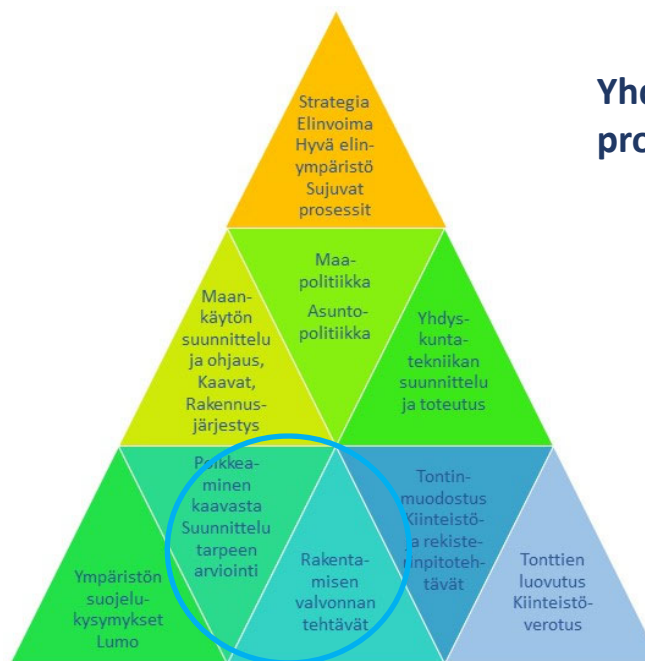 Strategia
Elinvoima
Hyvä elin-
ympäristö
Sujuvat
prosessit
Maa-
politiikka
Asunto-
politiikka
Maan-
käytön
suunnittelu
ja ohjaus,
Kaavat,
Rakennus-
järjestys
Yhdys-
kunta-
tekniikan
suunnittelu
ja toteutus
Ympäristön
suojelu-
kysymykset
Lumo
Poikkea-
minen
kaavasta
Suunnittelu
tarpeen
arviointi
Rakenta-
misen
valvonnan
tehtävät
Tontin-
muodostus
Kiinteistö-
ja rekiste-
rinpitoteh-
tävät
Tonttien
luovutus
Kiinteistö-
verotus